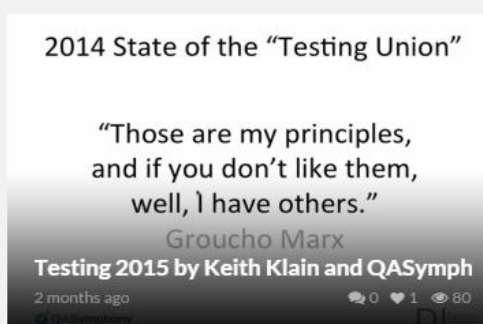 2014 State of the “Testing Union”
“Those are my principles,
and if you don’t like them,
well, I have others.”
Groucho Marx
Testing 2015 by Keith Klain and QASymph
2 months ago 0 1 80
QASymphony